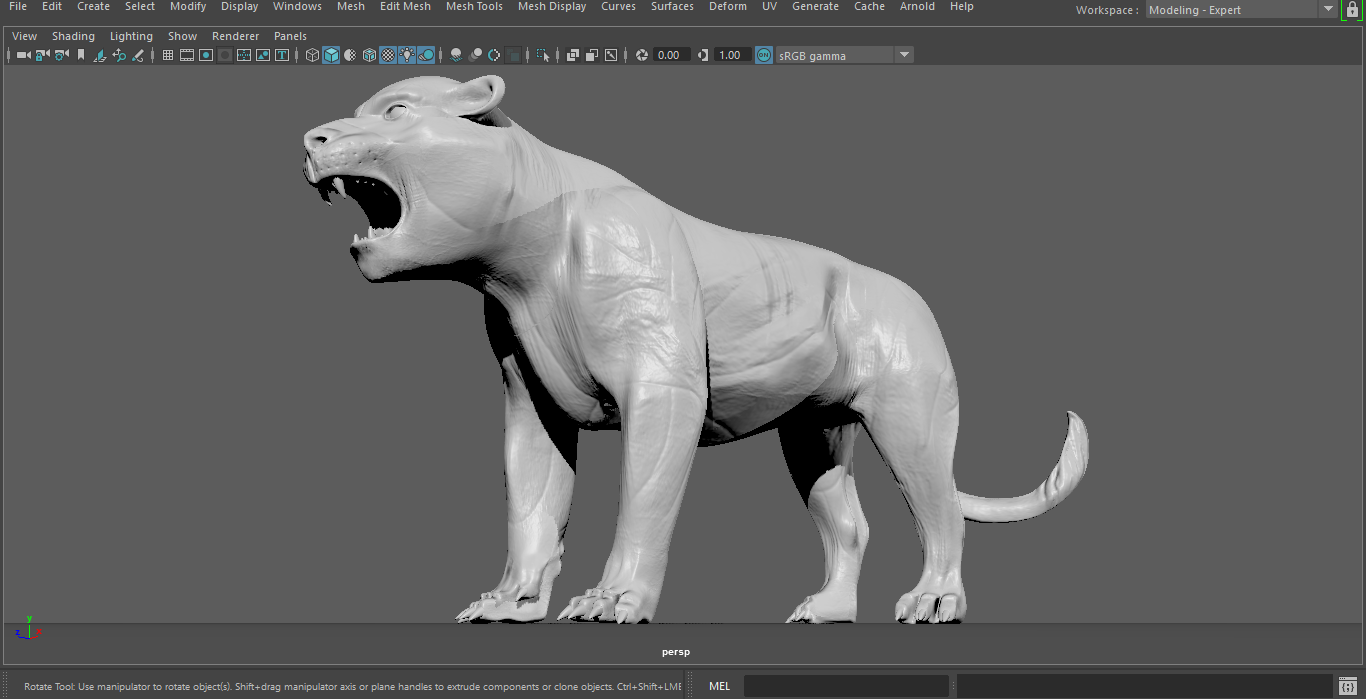 File Edit Create Select Modify Display Windows Mesh Edit Mesh Mesh Tools Mesh Display Curves Surfaces Deform UV Generate Cache Arnold Help Workspace : Modeling - Expert
View Shading Lighting Show Renderer Panels
0.00 1.00 ON sRGB gamma
y
z x
persp
Rotate Tool: Use manipulator to rotate object(s). Shift+drag manipulator axis or plane handles to extrude components or clone objects. Ctrl+Shift+LME MEL